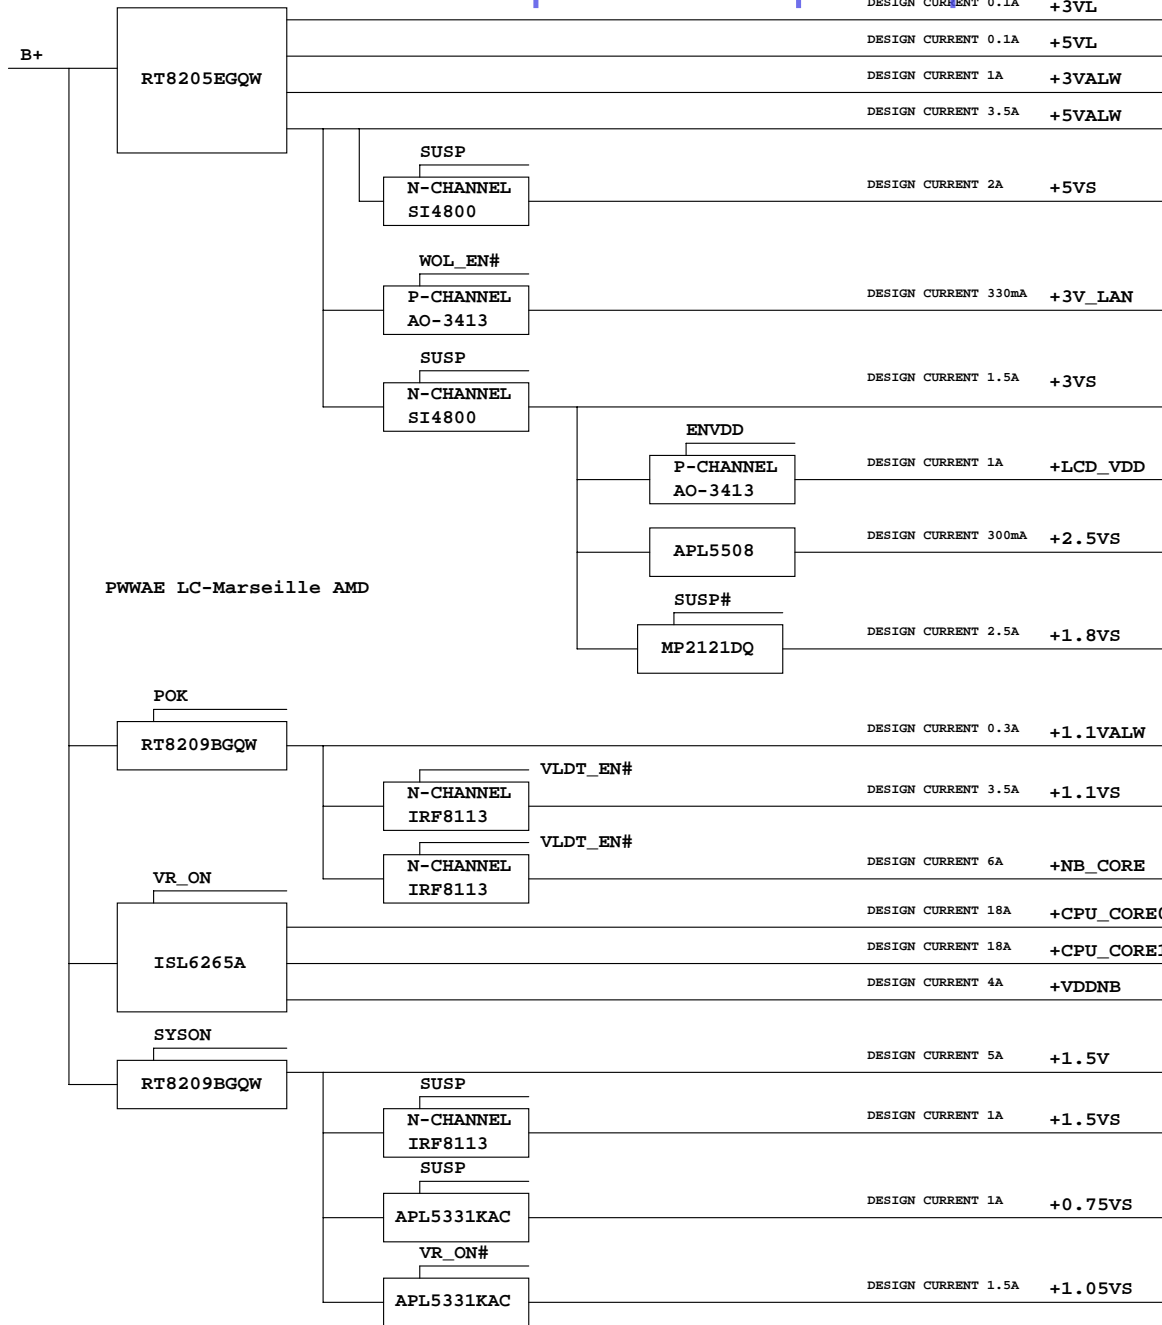 DESIGN CURRENT 0.1A +3VL
DESIGN CURRENT 0.1A +5VL
B+
RT8205EGQW
DESIGN CURRENT 1A +3VALW
DESIGN CURRENT 3.5A +5VALW
SUSP
N-CHANNEL
SI4800
DESIGN CURRENT 2A +5VS
WOL_EN#
P-CHANNEL
AO-3413
DESIGN CURRENT 330mA +3V_LAN
SUSP
N-CHANNEL
SI4800
DESIGN CURRENT 1.5A +3VS
ENVDD
P-CHANNEL
AO-3413
DESIGN CURRENT 1A +LCD_VDD
APL5508
DESIGN CURRENT 300mA +2.5VS
PWWAE LC-Marseille AMD
SUSP#
MP2121DQ
DESIGN CURRENT 2.5A +1.8VS
POK
RT8209BGQW
DESIGN CURRENT 0.3A +1.1VALW
VLDT_EN#
N-CHANNEL
IRF8113
DESIGN CURRENT 3.5A +1.1VS
VLDT_EN#
N-CHANNEL
IRF8113
DESIGN CURRENT 6A +NB_CORE
VR_ON
ISL6265A
DESIGN CURRENT 18A +CPU_CORE0
DESIGN CURRENT 18A +CPU_CORE1
DESIGN CURRENT 4A +VDDNB
SYSON
RT8209BGQW
DESIGN CURRENT 5A +1.5V
SUSP
N-CHANNEL
IRF8113
DESIGN CURRENT 1A +1.5VS
SUSP
APL5331KAC
DESIGN CURRENT 1A +0.75VS
VR_ON#
APL5331KAC
DESIGN CURRENT 1.5A +1.05VS